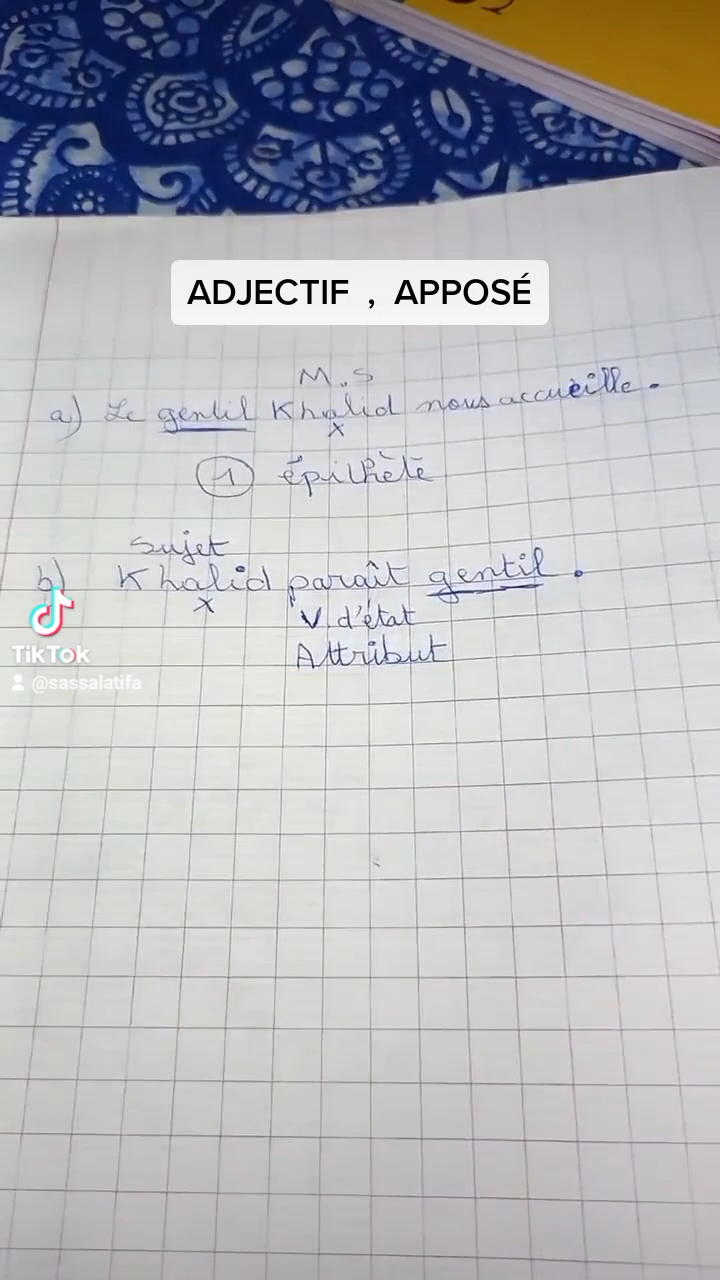 ADJECTIF , APPOSÉ
M.S
a) Le gentil Khalid nous accueille.
x
1 épithète
Sujet
b) Khalid paraît gentil.
x V. d'état
Attribut
TikTok
@sassalatifa